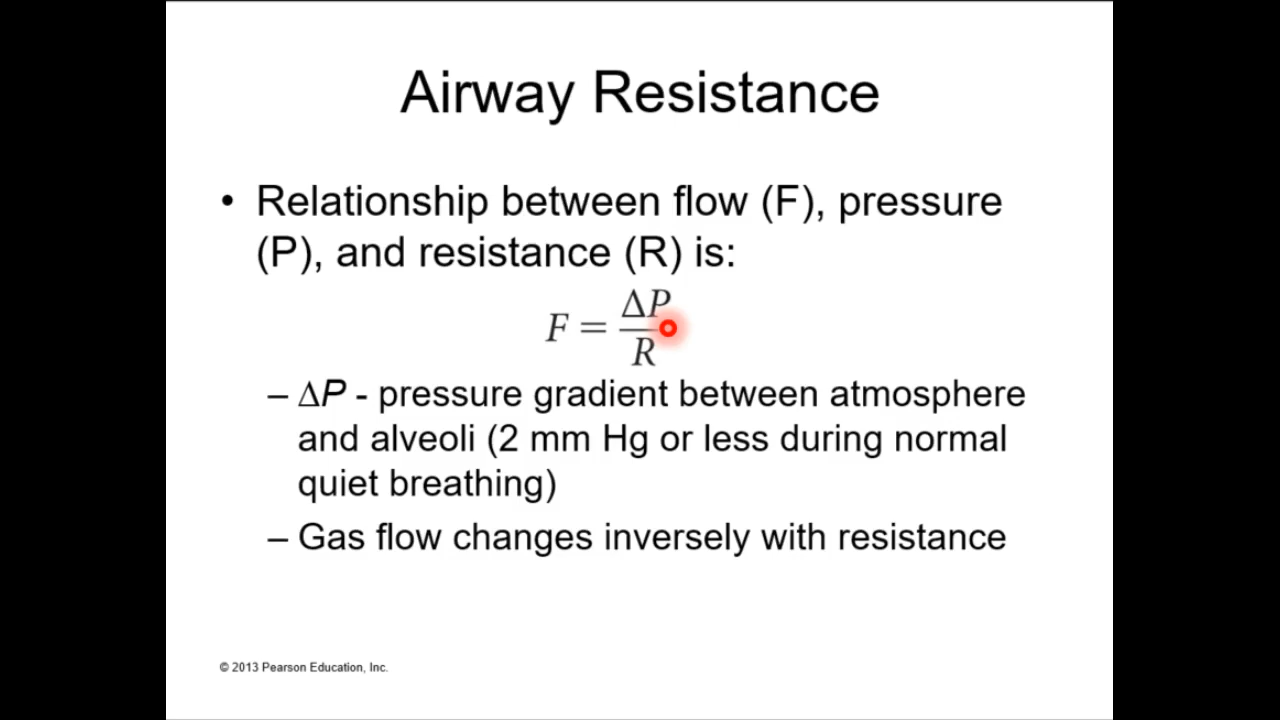 Airway Resistance
• Relationship between flow (F), pressure
(P), and resistance (R) is:
F = ΔP/R
– ΔP - pressure gradient between atmosphere
and alveoli (2 mm Hg or less during normal
quiet breathing)
– Gas flow changes inversely with resistance
© 2013 Pearson Education, Inc.